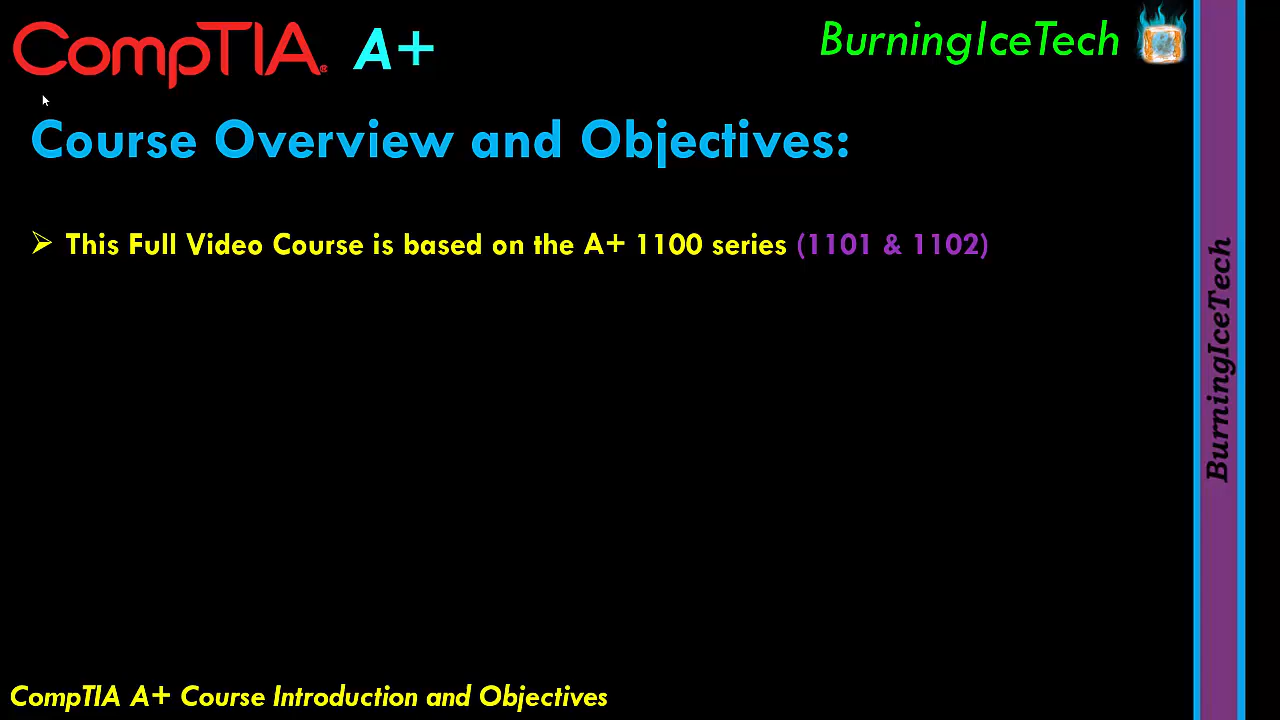 CompTIA® A+
BurningIceTech
Course Overview and Objectives:
➢ This Full Video Course is based on the A+ 1100 series (1101 & 1102)
BurningIceTech
CompTIA A+ Course Introduction and Objectives